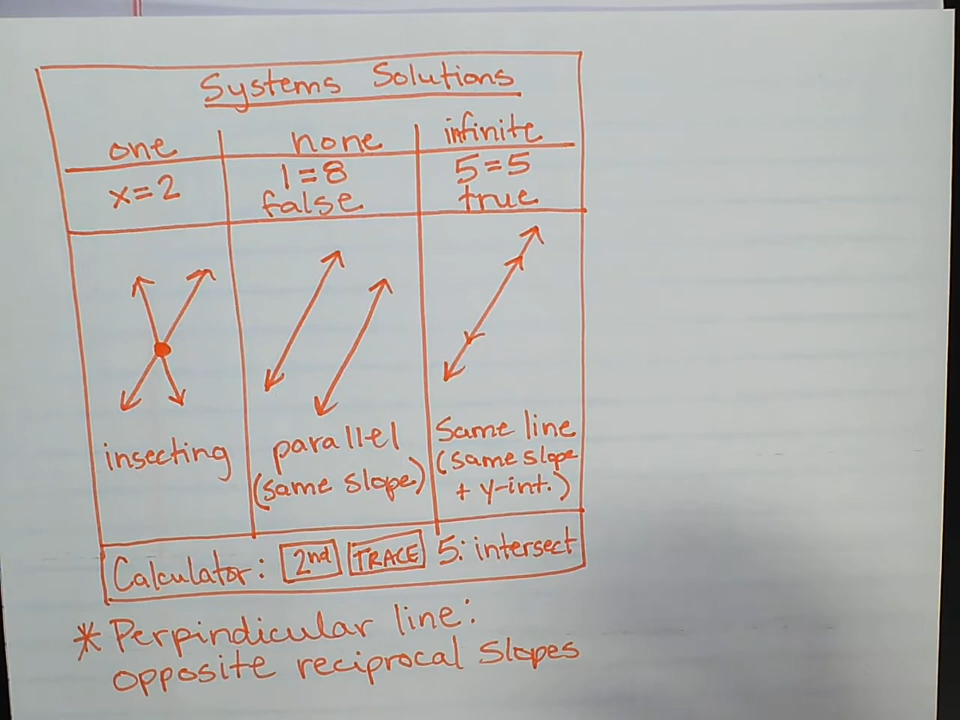 Systems Solutions
one
none
infinite
x=2
1=8
false
5=5
true
insecting
parallel
(same slope)
Same line
(same slope
+ y-int.)
Calculator: 2nd TRACE 5: intersect
* Perpindicular line:
opposite reciprocal slopes